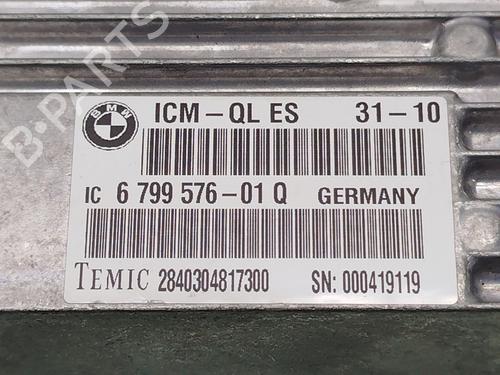 B-PARTS
BMW
ICM-QL ES 31-10
IC 6 799 576-01 Q GERMANY
TEMIC 2840304817300 SN: 000419119